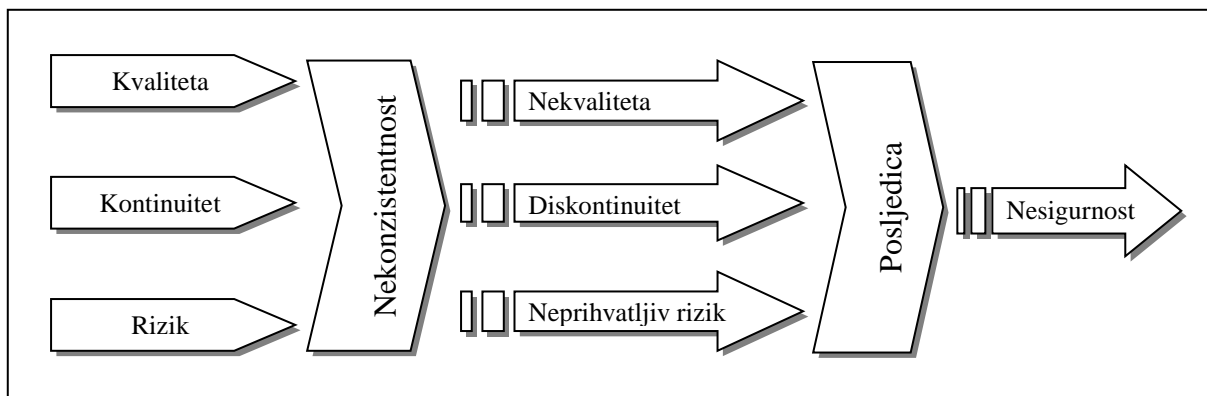 Kvaliteta
Kontinuitet
Rizik
Nekonzistentnost
Nekvaliteta
Diskontinuitet
Neprihvatljiv rizik
Posljedica
Nesigurnost